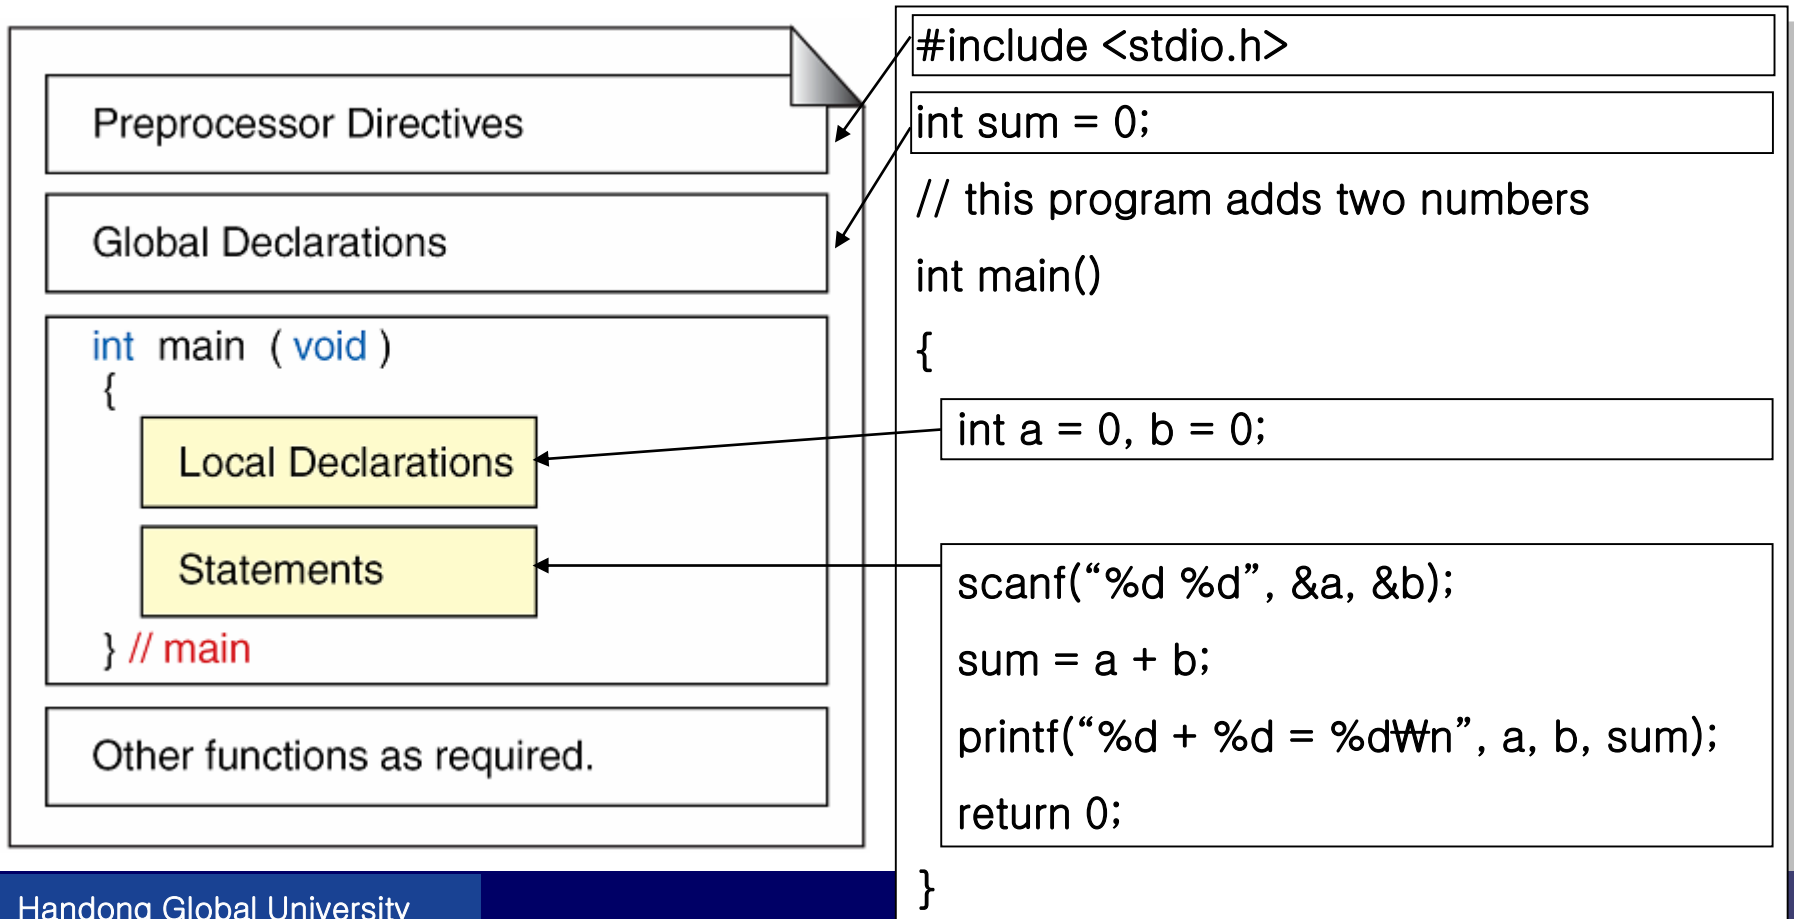 Preprocessor Directives
Global Declarations
int main ( void )
{
Local Declarations
Statements
} // main
Other functions as required.
#include <stdio.h>
int sum = 0;
// this program adds two numbers
int main()
{
int a = 0, b = 0;
scanf(“%d %d”, &a, &b);
sum = a + b;
printf(“%d + %d = %d₩n”, a, b, sum);
return 0;
}
Handong Global University